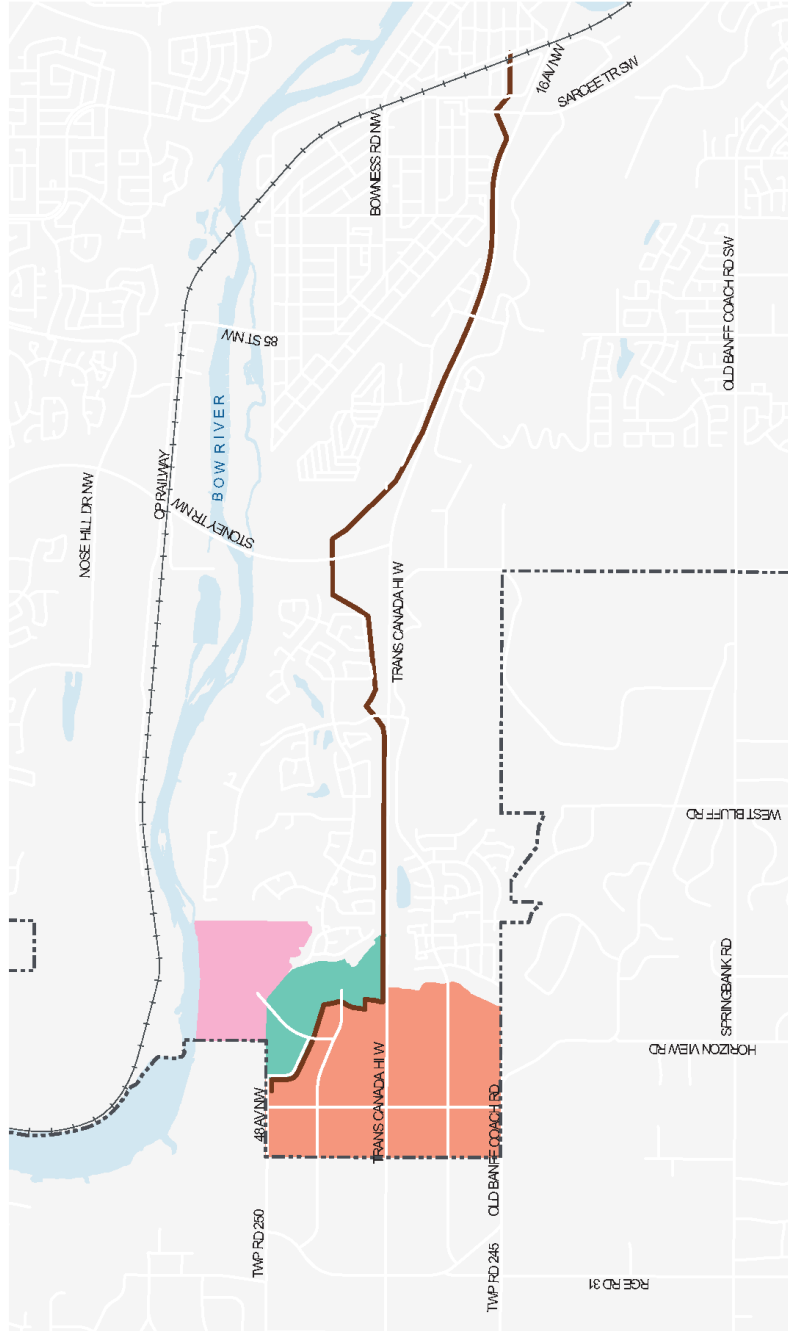 16 AV NW
SARCEE TR SW
BOWNESS RD NW
OLD BANFF COACH RD SW
85 ST NW
BOW RIVER
CP RAILWAY
NOSE HILL DR NW
STONEY TR NW
TRANS CANADA HI W
WEST BLUFF RD
SPRINGBANK RD
HORIZON VIEW RD
48 AV NW
TRANS CANADA HI W
OLD BANFF COACH RD
TWP RD 250
TWP RD 245
RGE RD 31